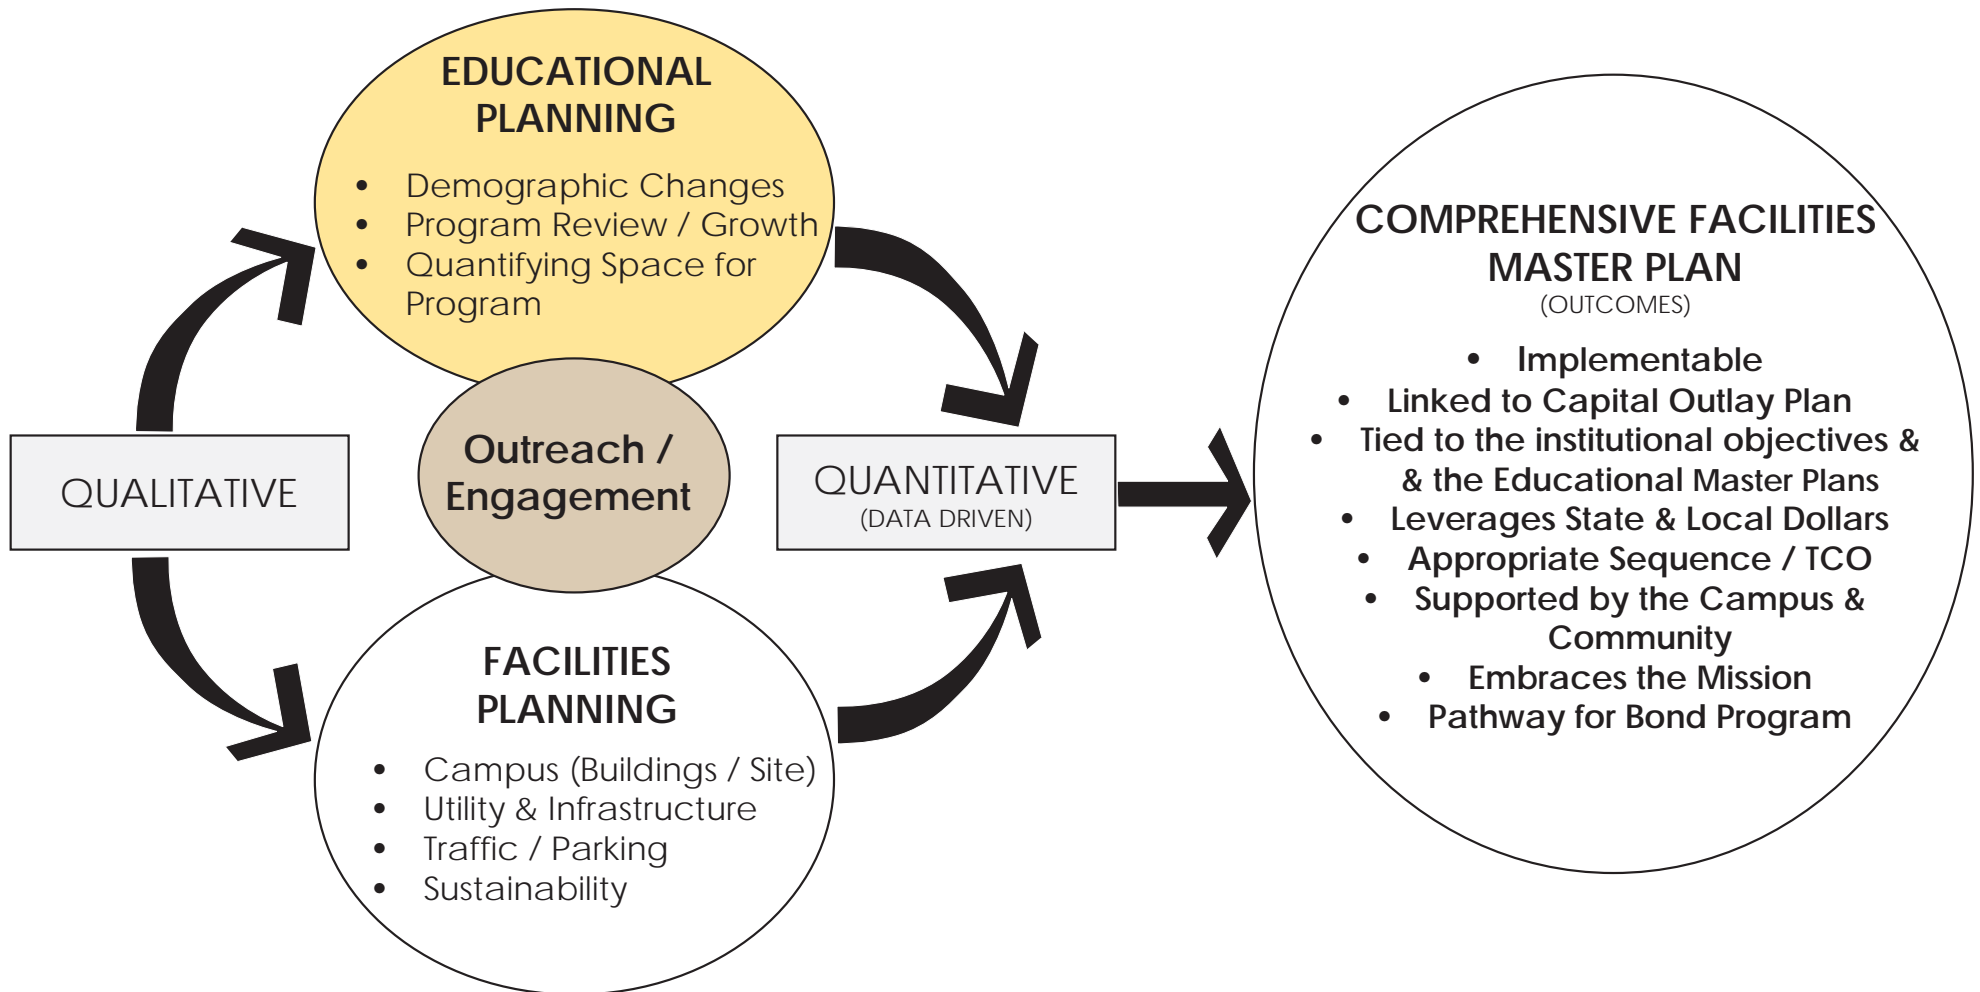 EDUCATIONAL
PLANNING
• Demographic Changes
• Program Review / Growth
• Quantifying Space for
Program
QUALITATIVE
Outreach /
Engagement
QUANTITATIVE
(DATA DRIVEN)
FACILITIES
PLANNING
• Campus (Buildings / Site)
• Utility & Infrastructure
• Traffic / Parking
• Sustainability
COMPREHENSIVE FACILITIES
MASTER PLAN
(OUTCOMES)
• Implementable
• Linked to Capital Outlay Plan
• Tied to the institutional objectives &
& the Educational Master Plans
• Leverages State & Local Dollars
• Appropriate Sequence / TCO
• Supported by the Campus &
Community
• Embraces the Mission
• Pathway for Bond Program